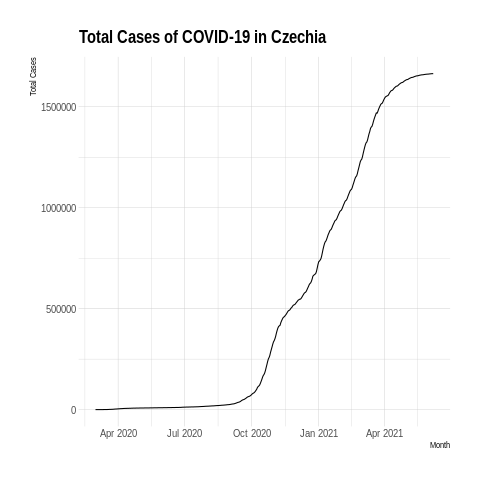 Total Cases of COVID-19 in Czechia
Total Cases
1500000
1000000
500000
0
Apr 2020 Jul 2020 Oct 2020 Jan 2021 Apr 2021
Month